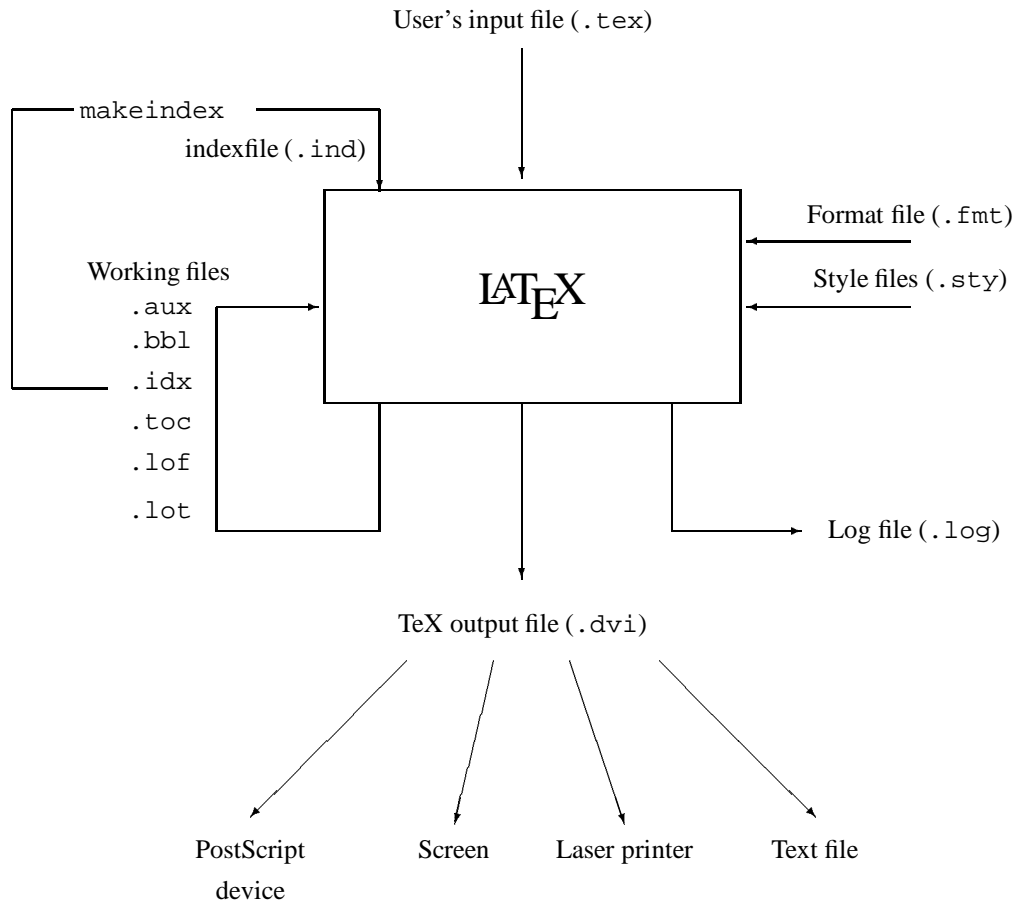 User's input file (.tex)
makeindex
indexfile (.ind)
Format file (.fmt)
Working files
Style files (.sty)
LATEX
.aux
.bbl
.idx
.toc
.lof
.lot
Log file (.log)
TeX output file (.dvi)
PostScript
device
Screen
Laser printer
Text file